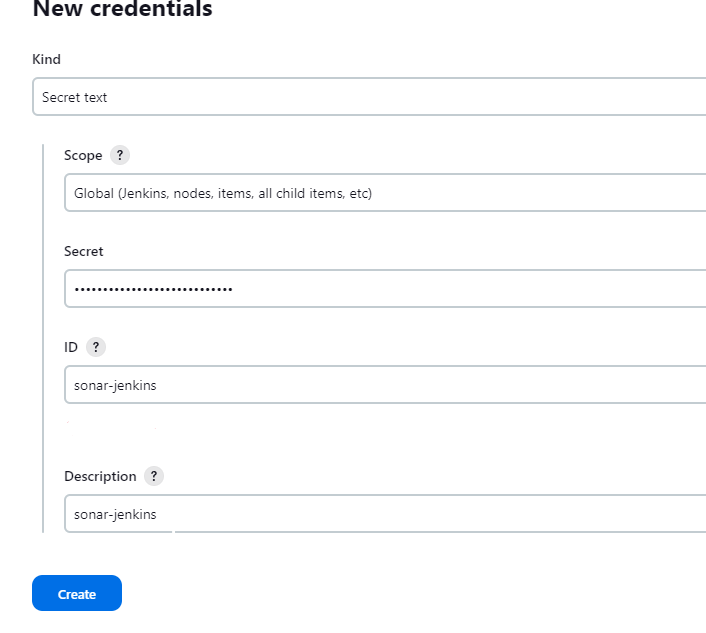 New credentials
Kind
Secret text
Scope ?
Global (Jenkins, nodes, items, all child items, etc)
Secret
••••••••••••••••••••••••••••
ID ?
sonar-jenkins
Description ?
sonar-jenkins
Create